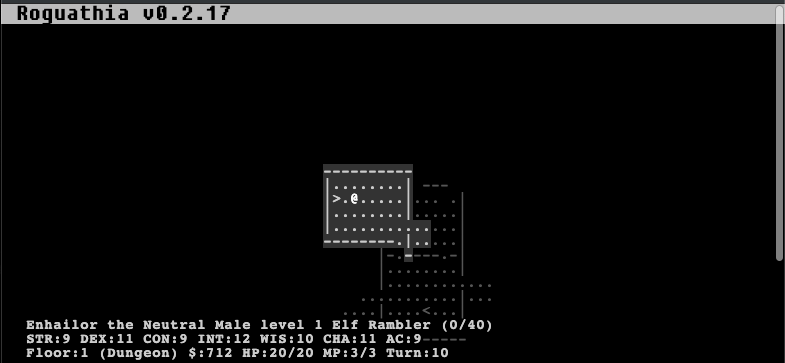 Roguathia v0.2.17
Enhailor the Neutral Male level 1 Elf Rambler (0/40)
STR:9 DEX:11 CON:9 INT:12 WIS:10 CHA:11 AC:9
Floor:1 (Dungeon) $:712 HP:20/20 MP:3/3 Turn:10